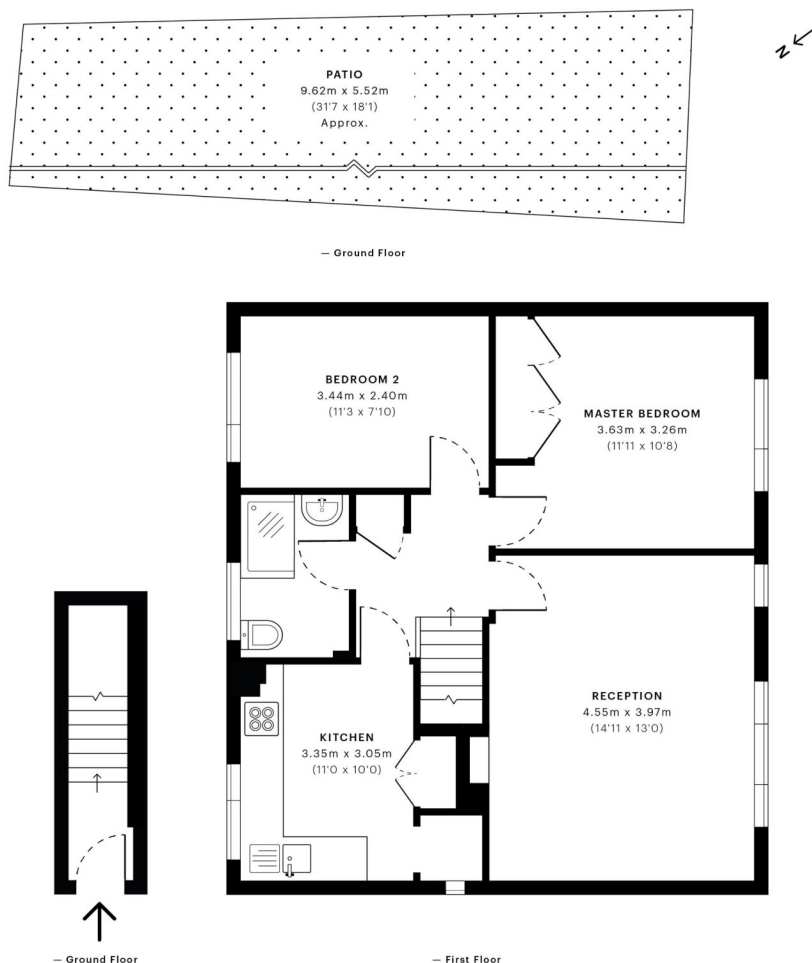 PATIO
9.62m x 5.52m
(31'7 x 18'1)
Approx.
N
— Ground Floor
BEDROOM 2
3.44m x 2.40m
(11'3 x 7'10)
MASTER BEDROOM
3.63m x 3.26m
(11'11 x 10'8)
RECEPTION
4.55m x 3.97m
(14'11 x 13'0)
KITCHEN
3.35m x 3.05m
(11'0 x 10'0)
— Ground Floor
— First Floor